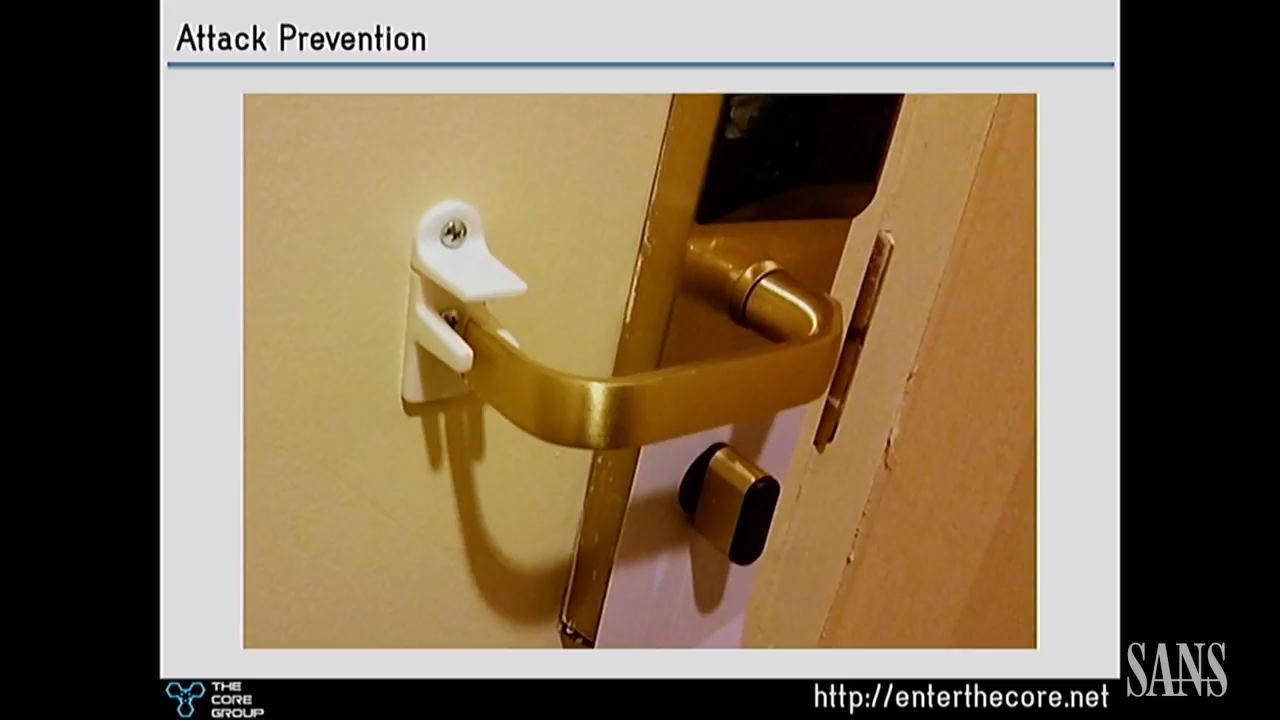 Attack Prevention
THE
CORE
GROUP
http://enterthecore.net
SANS